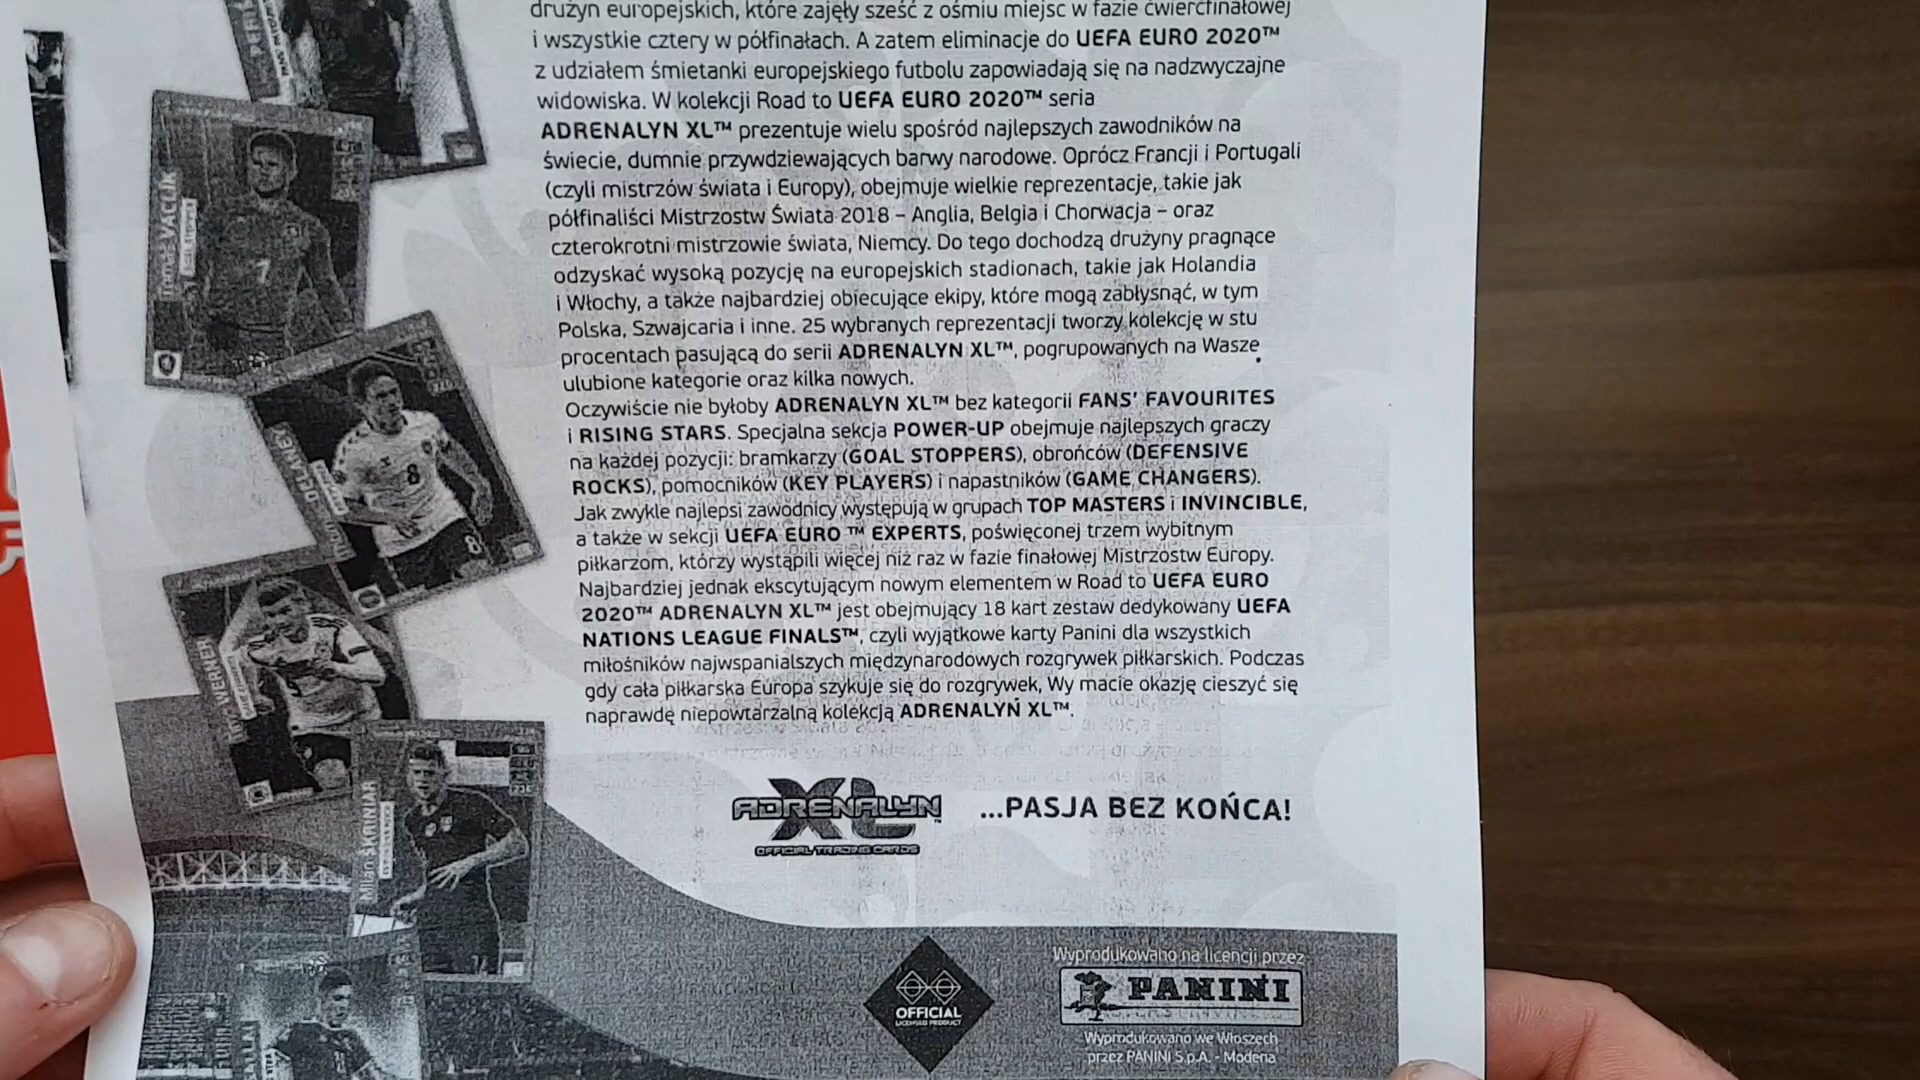 drużyn europejskich, które zajęły sześć z ośmiu miejsc w fazie ćwierćfinałowej
i wszystkie cztery w półfinałach. A zatem eliminacje do UEFA EURO 2020™
z udziałem śmietanki europejskiego futbolu zapowiadają się na nadzwyczajne
widowiska. W kolekcji Road to UEFA EURO 2020™ seria
ADRENALYN XL™ prezentuje wielu spośród najlepszych zawodników na
świecie, dumnie przywdziewających barwy narodowe. Oprócz Francji i Portugali
(czyli mistrzów świata i Europy), obejmuje wielkie reprezentacje, takie jak
półfinaliści Mistrzostw Świata 2018 – Anglia, Belgia i Chorwacja – oraz
czterokrotni mistrzowie świata, Niemcy. Do tego dochodzą drużyny pragnące
odzyskać wysoką pozycję na europejskich stadionach, takie jak Holandia
i Włochy, a także najbardziej obiecujące ekipy, które mogą zabłysnąć, w tym
Polska, Szwajcaria i inne. 25 wybranych reprezentacji tworzy kolekcję w stu
procentach pasującą do serii ADRENALYN XL™, pogrupowanych na Wasze
ulubione kategorie oraz kilka nowych.
Oczywiście nie byłoby ADRENALYN XL™ bez kategorii FANS' FAVOURITES
i RISING STARS. Specjalna sekcja POWER-UP obejmuje najlepszych graczy
na każdej pozycji: bramkarzy (GOAL STOPPERS), obrońców (DEFENSIVE
ROCKS), pomocników (KEY PLAYERS) i napastników (GAME CHANGERS).
Jak zwykle najlepsi zawodnicy występują w grupach TOP MASTERS i INVINCIBLE,
a także w sekcji UEFA EURO ™ EXPERTS, poświęconej trzem wybitnym
piłkarzom, którzy wystąpili więcej niż raz w fazie finałowej Mistrzostw Europy.
Najbardziej jednak ekscytującym nowym elementem w Road to UEFA EURO
2020™ ADRENALYN XL™ jest obejmujący 18 kart zestaw dedykowany UEFA
NATIONS LEAGUE FINALS™, czyli wyjątkowe karty Panini dla wszystkich
miłośników najwspanialszych międzynarodowych rozgrywek piłkarskich. Podczas
gdy cała piłkarska Europa szykuje się do rozgrywek, Wy macie okazję cieszyć się
naprawdę niepowtarzalną kolekcją ADRENALYN XL™.
ADRENALYN XL™
OFFICIAL TRADING CARDS
...PASJA BEZ KOŃCA!
Tomáš VACLÍK
7
DELANEY
8
8
WERNER
Milan ŠKRINIAR
OFFICIAL
LICENSED PRODUCT
Wyprodukowano na licencji przez
PANINI
Wyprodukowano we Włoszech
przez PANINI S.p.A. - Modena